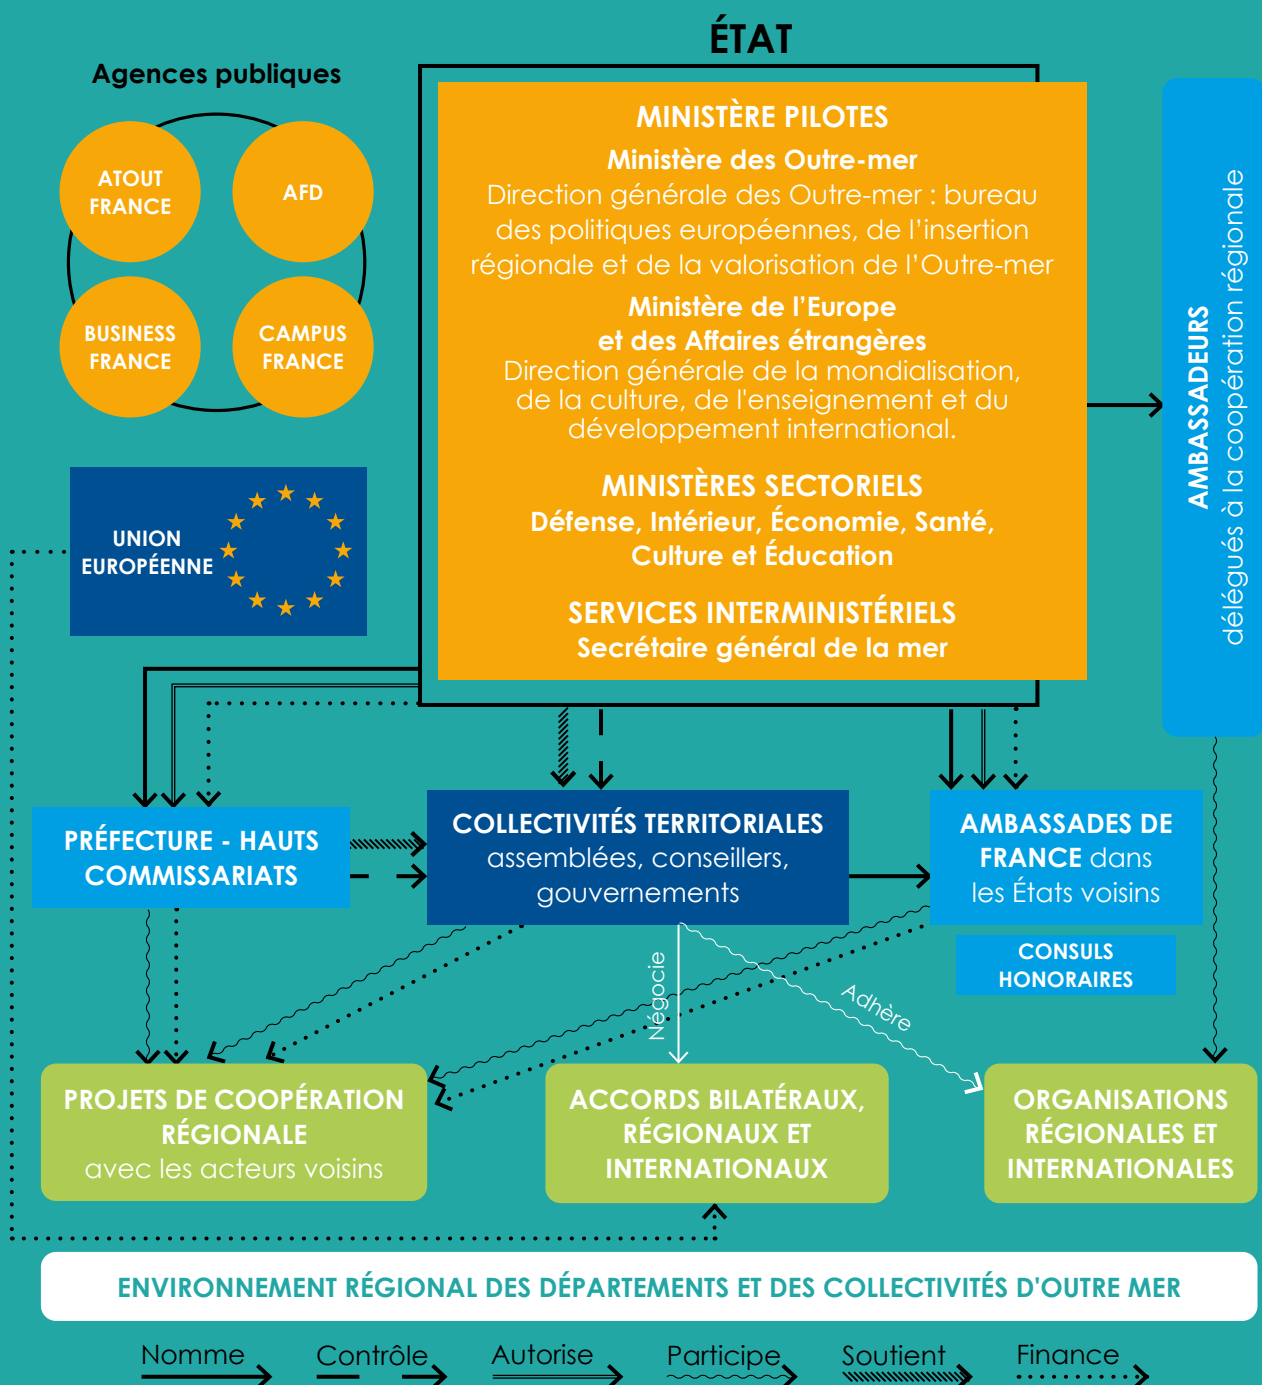 ÉTAT
Agences publiques
ATOUT
FRANCE
AFD
BUSINESS
FRANCE
CAMPUS
FRANCE
UNION
EUROPÉENNE
MINISTÈRE PILOTES
Ministère des Outre-mer
Direction générale des Outre-mer : bureau
des politiques européennes, de l'insertion
régionale et de la valorisation de l'Outre-mer
Ministère de l'Europe
et des Affaires étrangères
Direction générale de la mondialisation,
de la culture, de l'enseignement et du
développement international.
MINISTÈRES SECTORIELS
Défense, Intérieur, Économie, Santé,
Culture et Éducation
SERVICES INTERMINISTÉRIELS
Secrétaire général de la mer
AMBASSADEURS
délégués à la coopération régionale
PRÉFECTURE - HAUTS
COMMISSARIATS
COLLECTIVITÉS TERRITORIALES
assemblées, conseillers,
gouvernements
AMBASSADES DE
FRANCE dans
les États voisins
CONSULS
HONORAIRES
Négocie
Adhère
PROJETS DE COOPÉRATION
RÉGIONALE
avec les acteurs voisins
ACCORDS BILATÉRAUX,
RÉGIONAUX ET
INTERNATIONAUX
ORGANISATIONS
RÉGIONALES ET
INTERNATIONALES
ENVIRONNEMENT RÉGIONAL DES DÉPARTEMENTS ET DES COLLECTIVITÉS D'OUTRE MER
Nomme
Contrôle
Autorise
Participe
Soutient
Finance